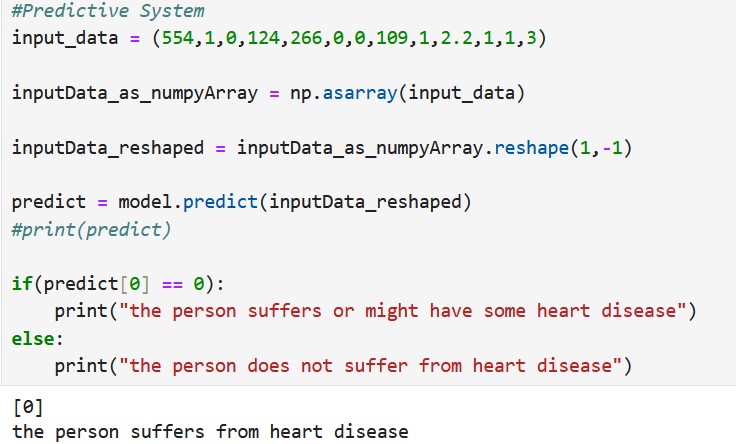 #Predictive System
input_data = (554,1,0,124,266,0,0,109,1,2.2,1,1,3)
inputData_as_numpyArray = np.asarray(input_data)
inputData_reshaped = inputData_as_numpyArray.reshape(1,-1)
predict = model.predict(inputData_reshaped)
#print(predict)
if(predict[0] == 0):
    print("the person suffers or might have some heart disease")
else:
    print("the person does not suffer from heart disease")
[0]
the person suffers from heart disease